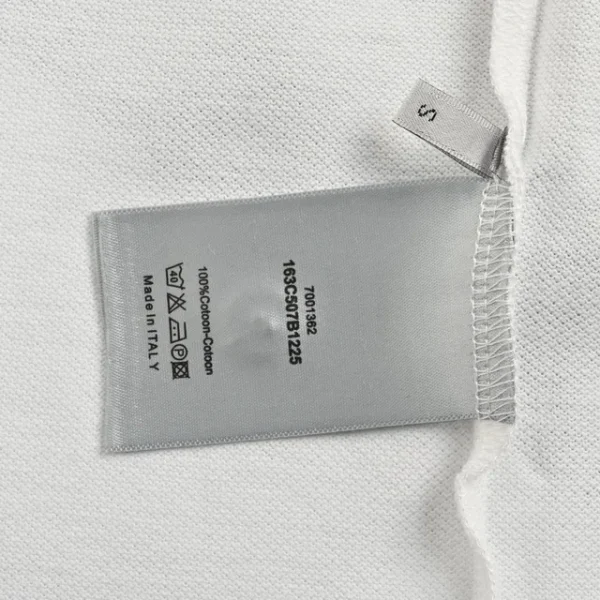 S
7001362
163C507B1225
100%Cotoon-Cotoon
40 P
Made in ITALY